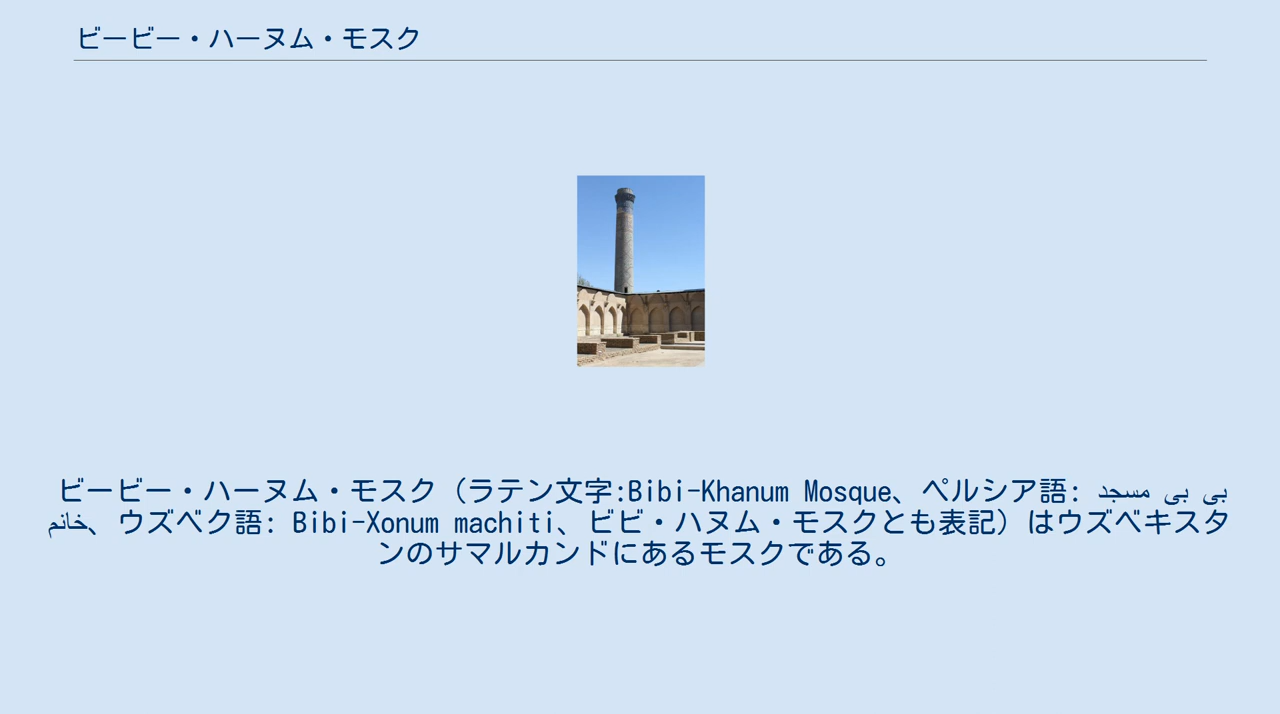 ビービー・ハーヌム・モスク
ビービー・ハーヌム・モスク（ラテン文字:Bibi-Khanum Mosque、ペルシア語: مسجد بی بی
خانم、ウズベク語: Bibi-Xonum machiti、ビビ・ハヌム・モスクとも表記）はウズベキスタ
ンのサマルカンドにあるモスクである。